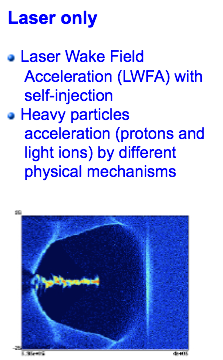 Laser only
Laser Wake Field
Acceleration (LWFA) with
self-injection
Heavy particles
acceleration (protons and
light ions) by different
physical mechanisms